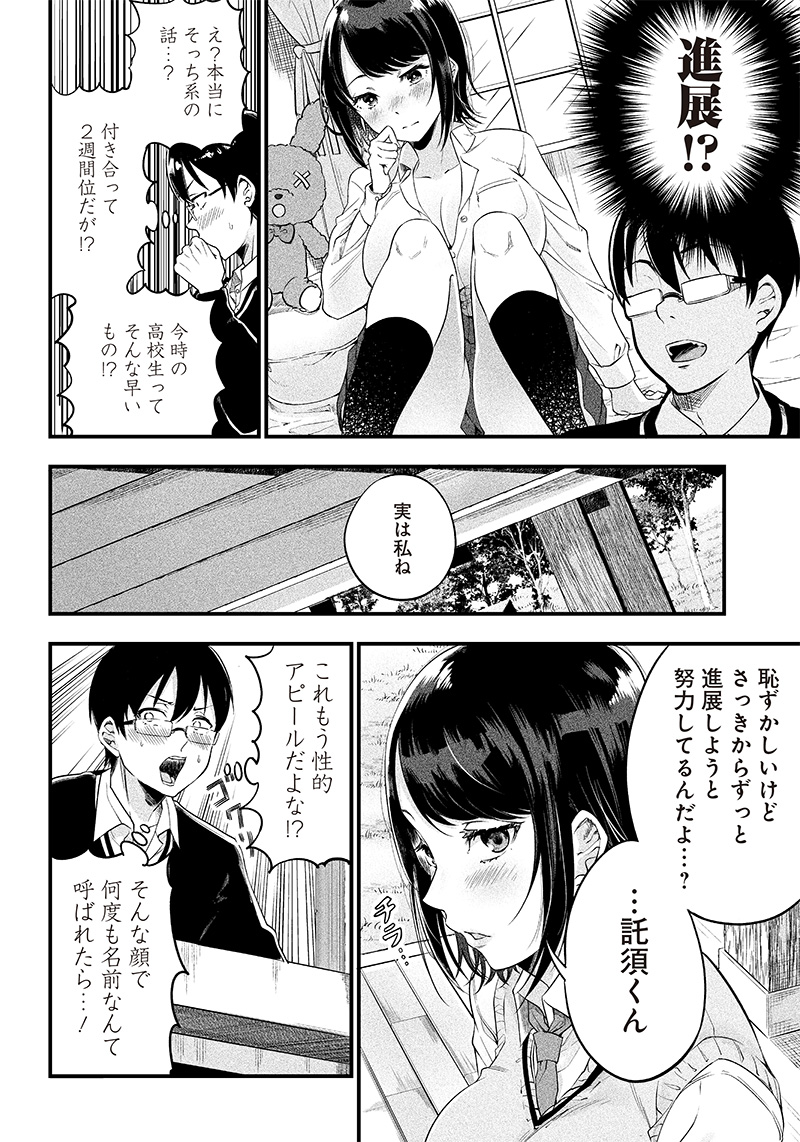 進展!?
え?本当に
そっち系の
話…?
付き合って
2週間位だが!?
今時の
高校生って
そんな早い
もの!?
実は私ね
恥ずかしいけど
さっきからずっと
進展しようと
努力してるんだよ…?
…託須くん
チラ…
これもう性的
アピールだよな!?
ゴゴゴ
そんな顔で
何度も名前なんて
呼ばれたら…!